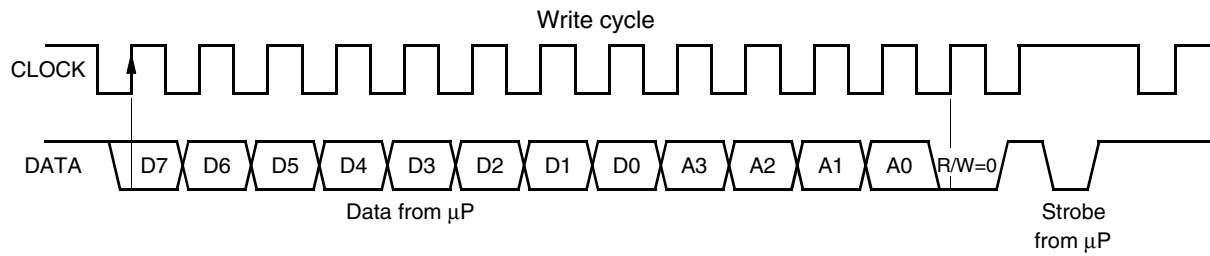 Write cycle
CLOCK
DATA D7 D6 D5 D4 D3 D2 D1 D0 A3 A2 A1 A0 R/W=0
Data from μP
Strobe
from μP